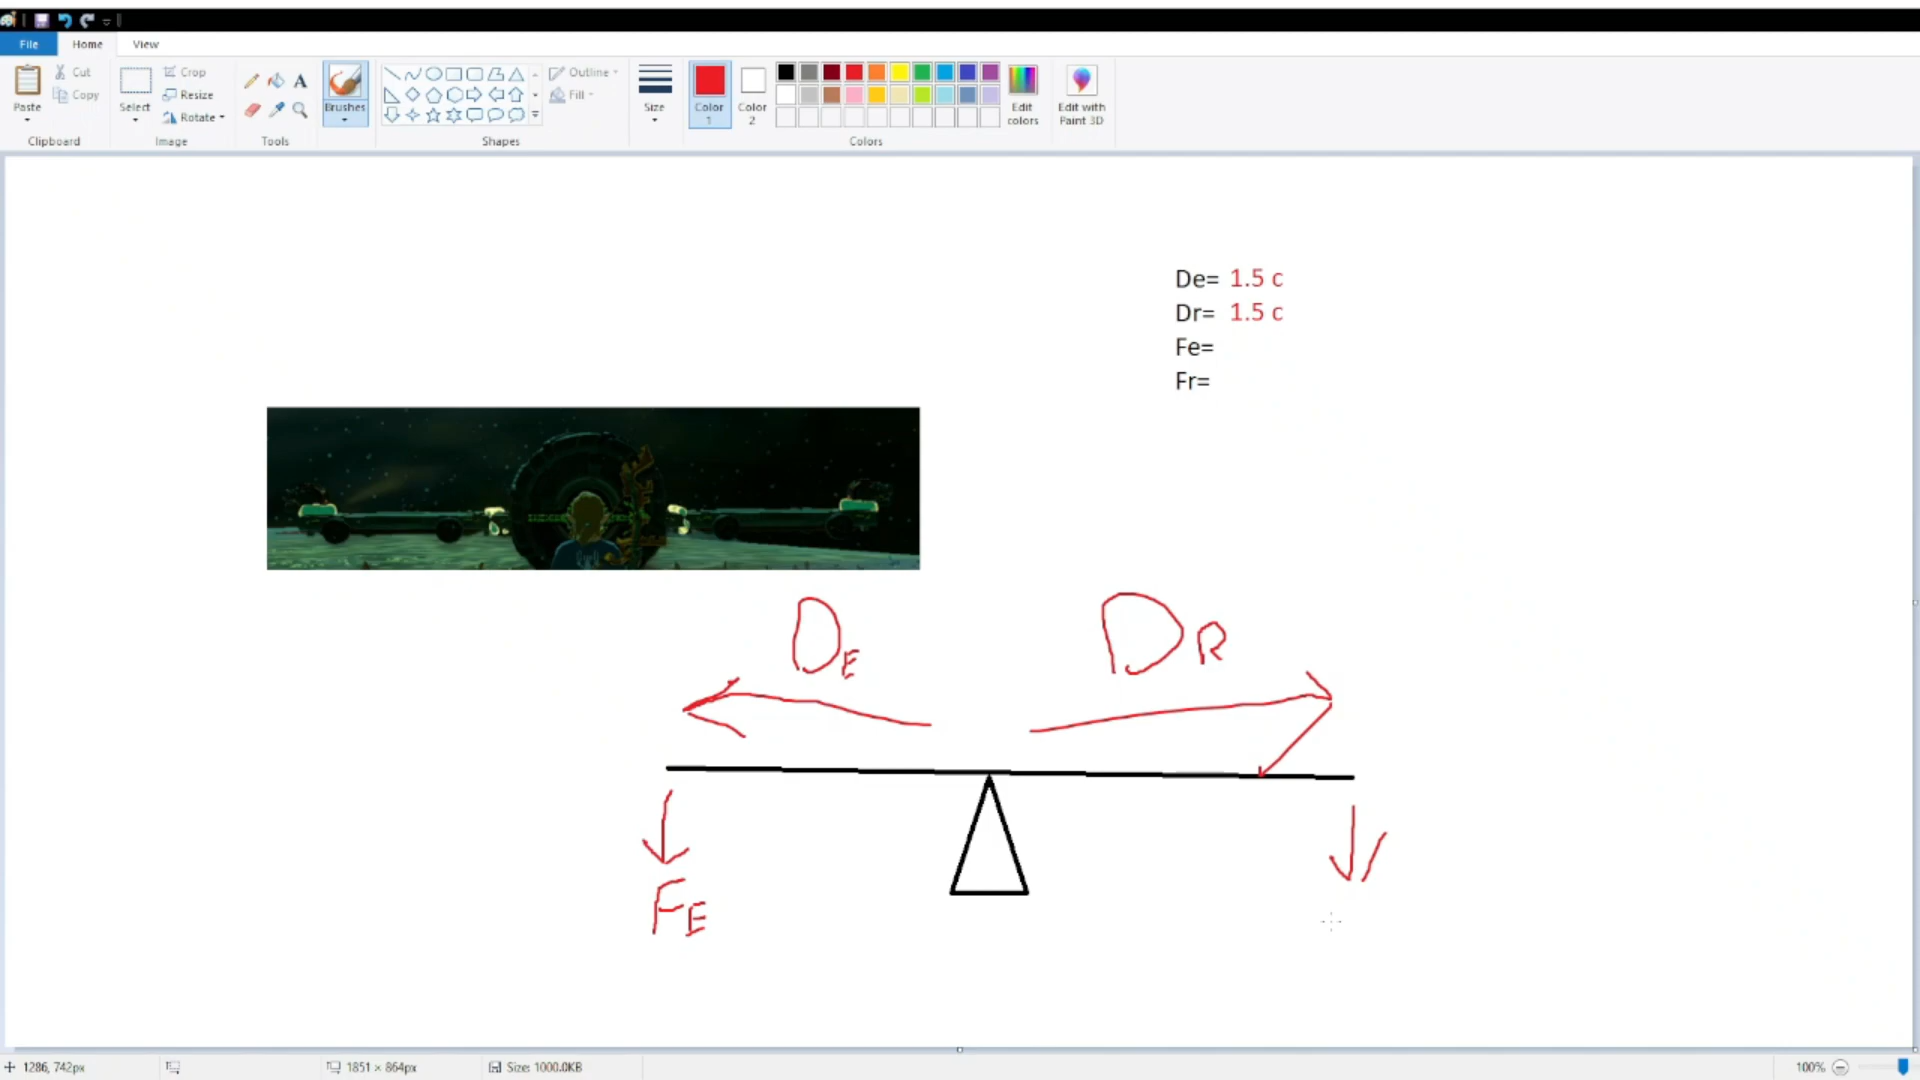 File Home View
Paste
Cut
Copy
Clipboard
Select
Crop
Resize
Rotate
Image
A
Tools
Brushes
Outline
Fill
Shapes
Size
Color 1
Color 2
Edit colors
Edit with Paint 3D
Colors
De= 1.5 c
Dr= 1.5 c
Fe=
Fr=
DE
DR
FE
1286, 742px
1851 × 864px
Size: 1000.0KB
100%